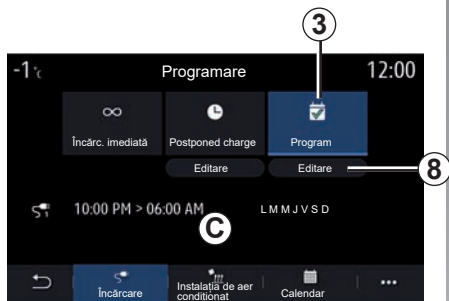 3
-1°c Programare 12:00
Încărc. imediată Postponed charge Program
Editare Editare 8
10:00 PM > 06:00 AM L M M J V S D
C
Încărcare Instalația de aer condiționat Calendar